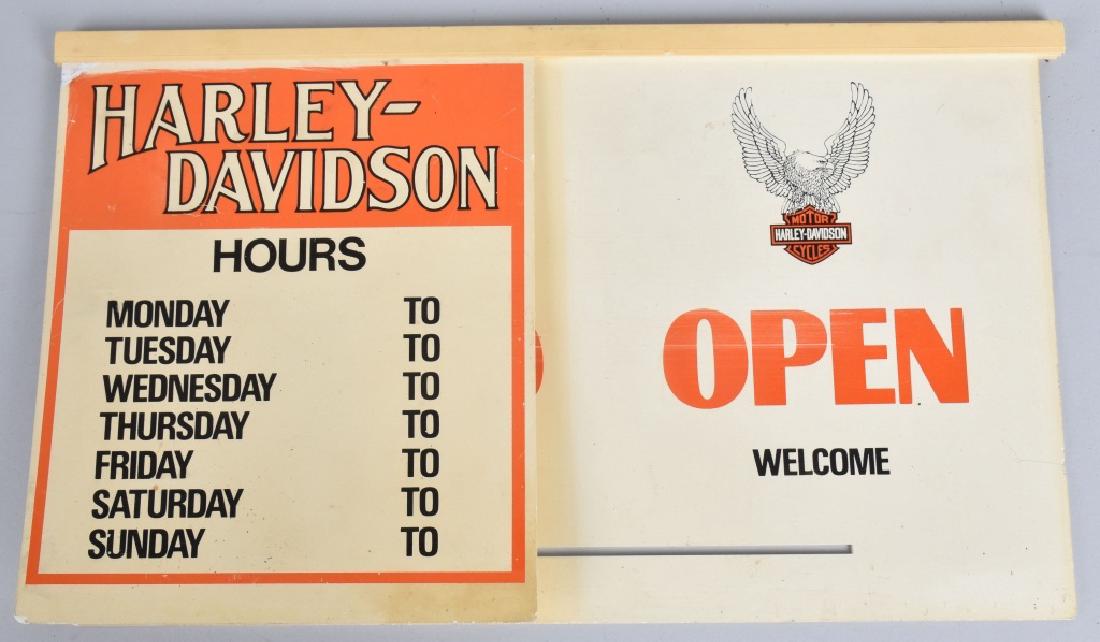 HARLEY-
DAVIDSON
HOURS
MONDAY TO
TUESDAY TO
WEDNESDAY TO
THURSDAY TO
FRIDAY TO
SATURDAY TO
SUNDAY TO
MOTOR
HARLEY-DAVIDSON
CYCLES
OPEN
WELCOME